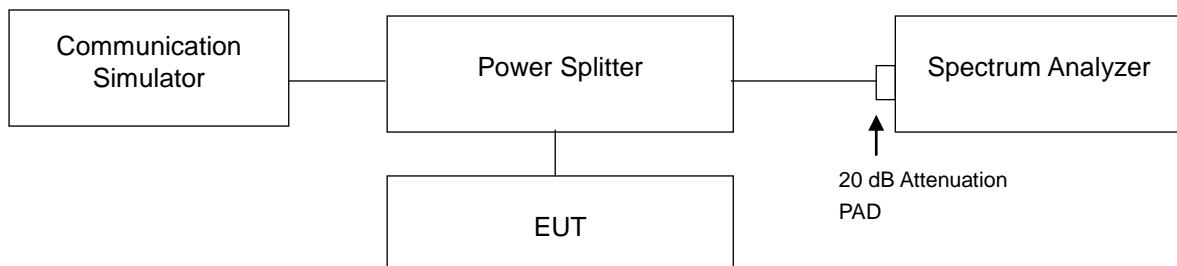 Communication
Simulator
Power Splitter
Spectrum Analyzer
20 dB Attenuation
PAD
EUT